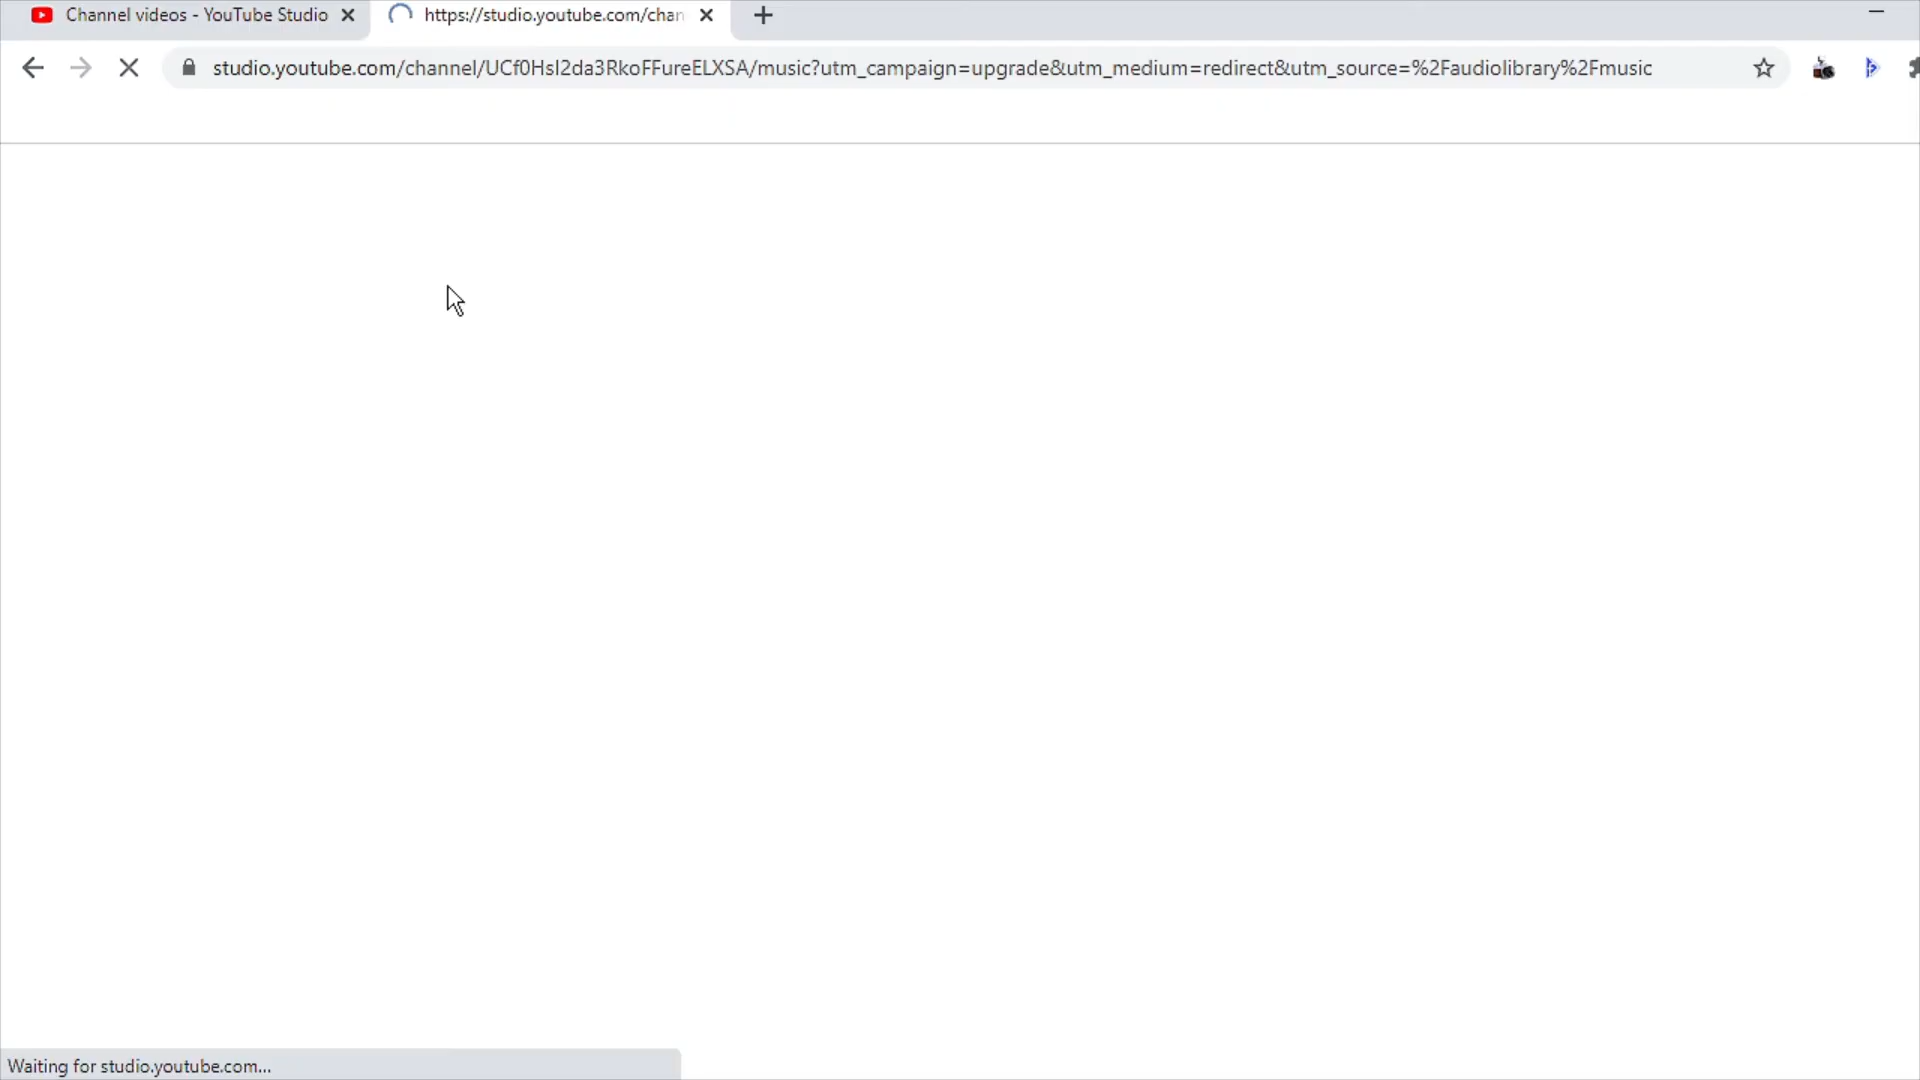 Channel videos - YouTube Studio
https://studio.youtube.com/chan
studio.youtube.com/channel/UCf0HsI2da3RkoFFureELXSA/music?utm_campaign=upgrade&utm_medium=redirect&utm_source=%2Faudiolibrary%2Fmusic
Waiting for studio.youtube.com...